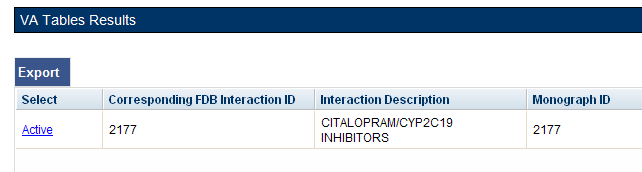 VA Tables Results
Export
Select Corresponding FDB Interaction ID Interaction Description Monograph ID
Active 2177 CITALOPRAM/CYP2C19 2177
INHIBITORS